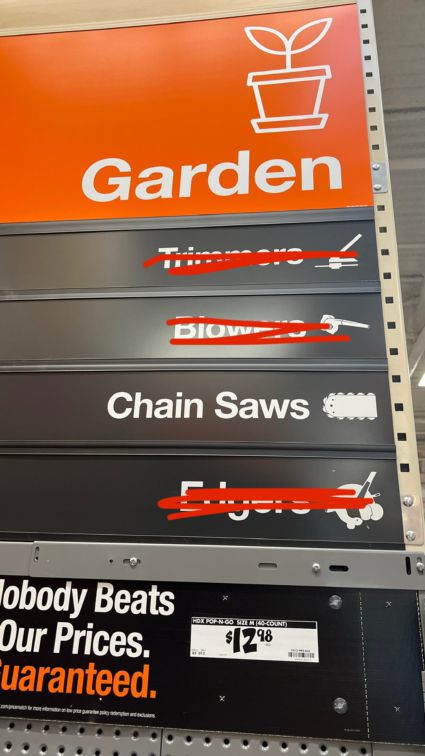 Garden
Trimmers
Blowers
Chain Saws
Edgers
Nobody Beats
Our Prices.
Guaranteed.
HDX POP-N-GO SIZE M (40-COUNT)
$12.98